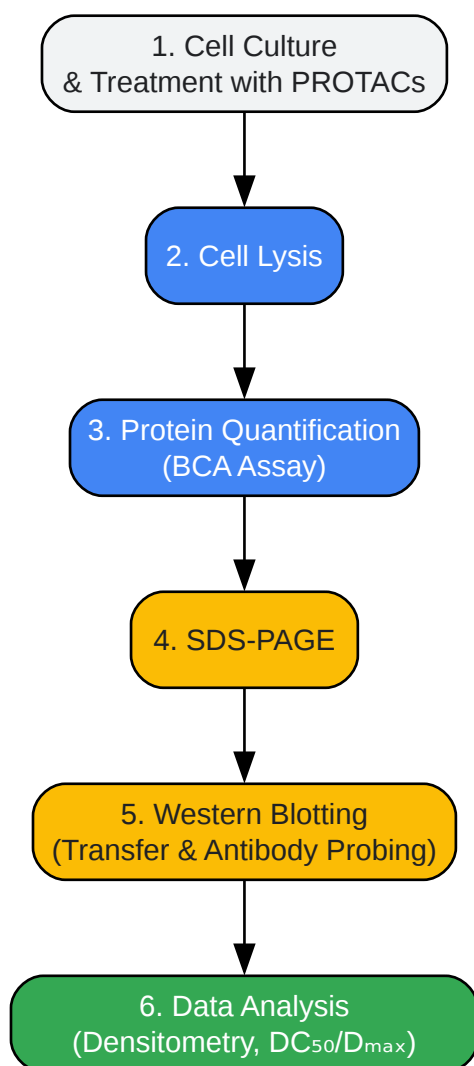 1. Cell Culture
& Treatment with PROTACs
2. Cell Lysis
3. Protein Quantification
(BCA Assay)
4. SDS-PAGE
5. Western Blotting
(Transfer & Antibody Probing)
6. Data Analysis
(Densitometry, DC₅₀/Dₘₐₓ)